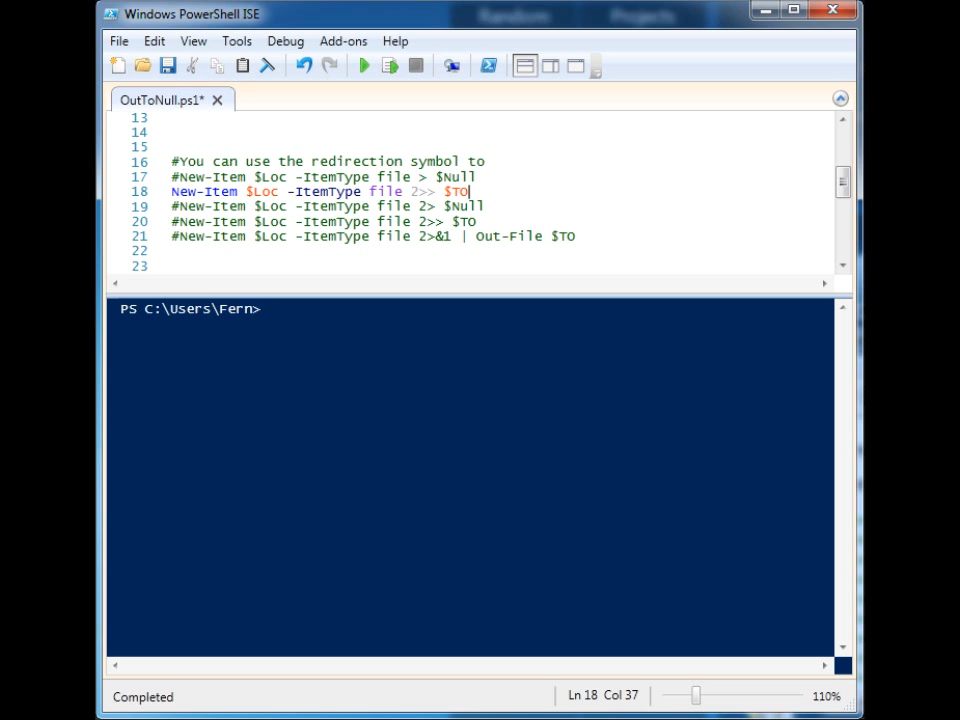 Windows PowerShell ISE
Random Projects
File Edit View Tools Debug Add-ons Help
OutToNull.ps1*
13
14
15
16 #You can use the redirection symbol to
17 #New-Item $Loc -ItemType file > $Null
18 New-Item $Loc -ItemType file 2>> $TO
19 #New-Item $Loc -ItemType file 2> $Null
20 #New-Item $Loc -ItemType file 2>> $TO
21 #New-Item $Loc -ItemType file 2>&1 | Out-File $TO
22
23
PS C:\Users\Fern>
Completed Ln 18 Col 37 110%